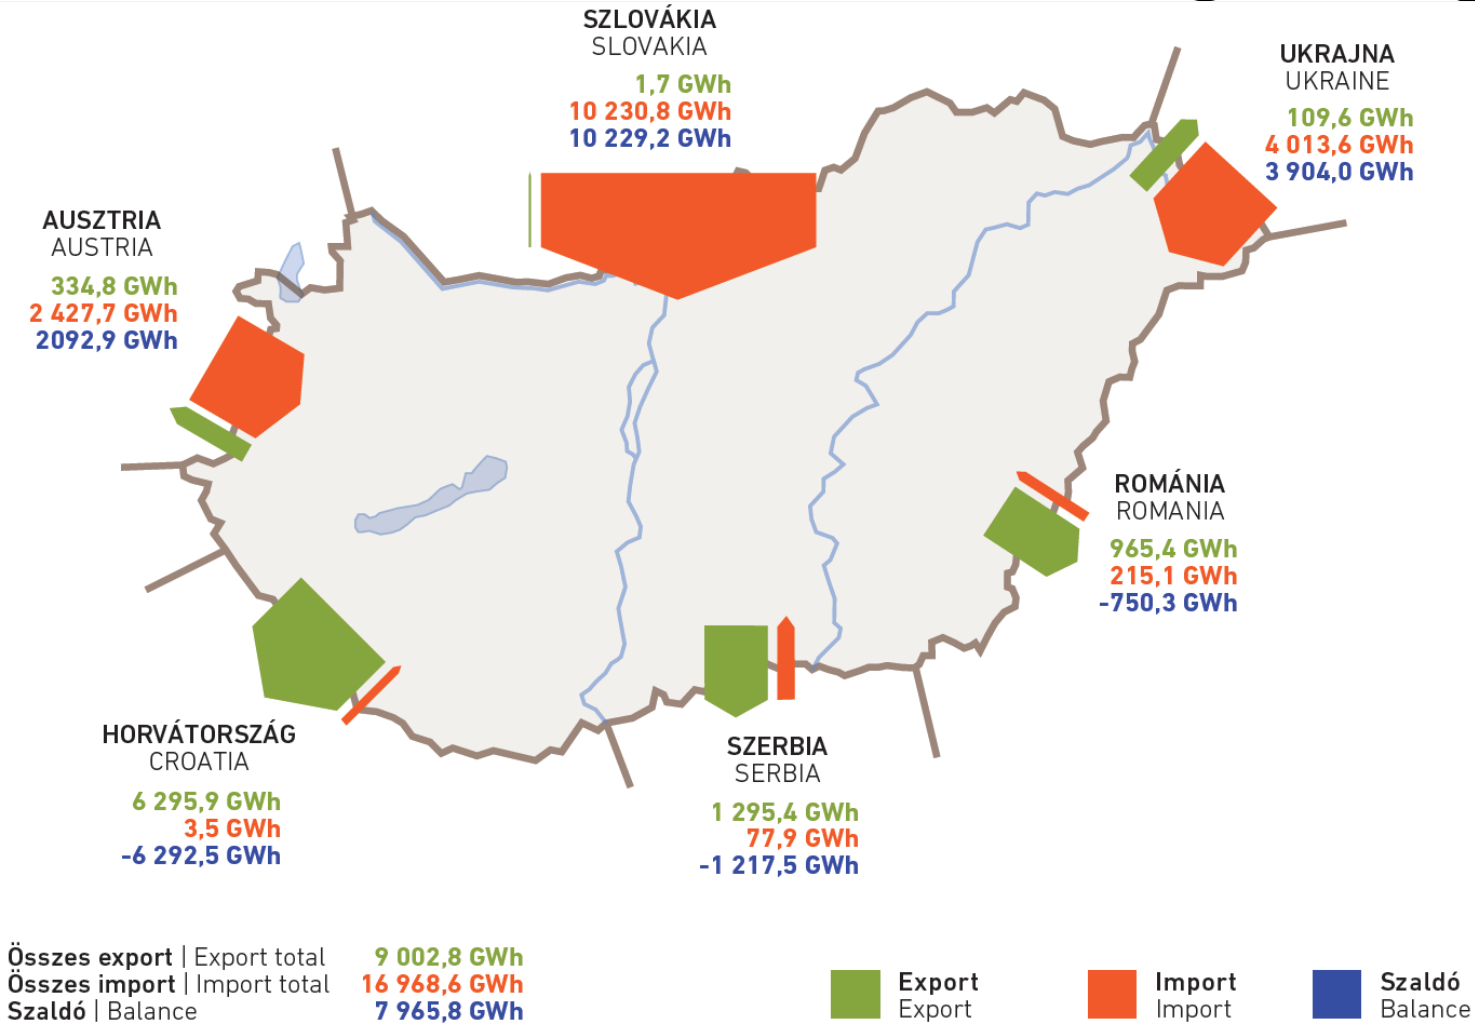 SZLOVÁKIA
SLOVAKIA
1,7 GWh
10 230,8 GWh
10 229,2 GWh
UKRAJNA
UKRAINE
109,6 GWh
4 013,6 GWh
3 904,0 GWh
AUSZTRIA
AUSTRIA
334,8 GWh
2 427,7 GWh
2092,9 GWh
ROMÁNIA
ROMANIA
965,4 GWh
215,1 GWh
-750,3 GWh
HORVÁTORSZÁG
CROATIA
6 295,9 GWh
3,5 GWh
-6 292,5 GWh
SZERBIA
SERBIA
1 295,4 GWh
77,9 GWh
-1 217,5 GWh
Összes export | Export total 9 002,8 GWh
Összes import | Import total 16 968,6 GWh
Szaldó | Balance 7 965,8 GWh
Export
Export
Import
Import
Szaldó
Balance